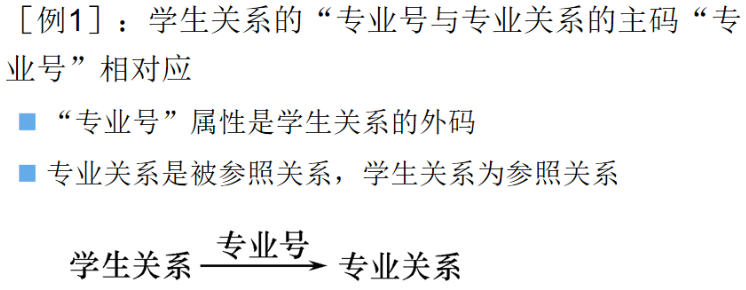 ［例1］：学生关系的“专业号与专业关系的主码“专
业号”相对应
“专业号”属性是学生关系的外码
专业关系是被参照关系，学生关系为参照关系
学生关系 专业号 专业关系